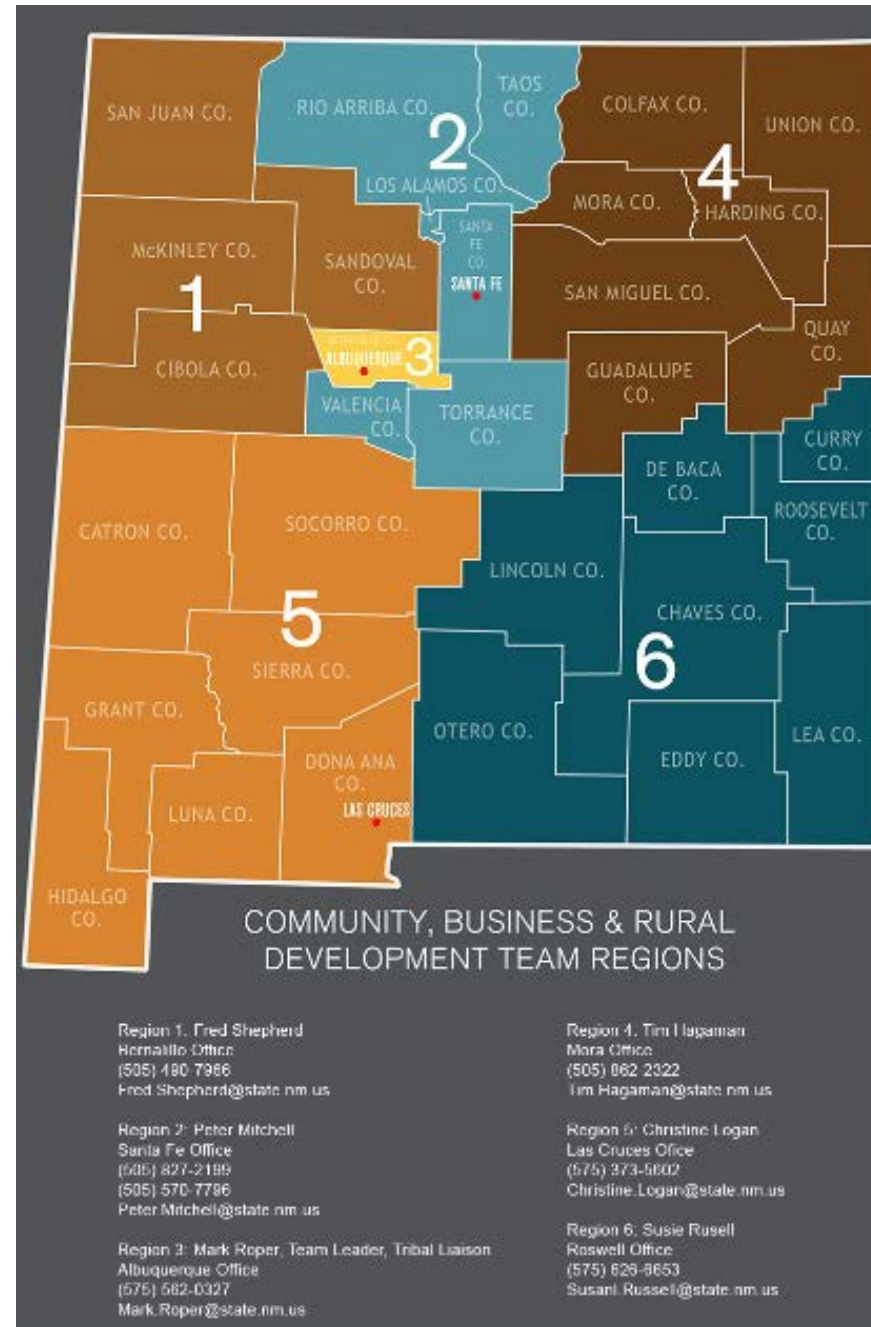 SAN JUAN CO.
RIO ARRIBA CO.
TAOS
CO.
COLFAX CO.
UNION CO.
2
4
LOS ALAMOS CO.
MORA CO.
HARDING CO.
McKINLEY CO.
SANDOVAL
CO.
SANTA
FE
CO.
SANTA FE
SAN MIGUEL CO.
1
QUAY
CO.
CIBOLA CO.
ALBUQUERQUE
3
GUADALUPE
CO.
VALENCIA
CO.
TORRANCE
CO.
CURRY
CO.
DE BACA
CO.
ROOSEVELT
CO.
CATRON CO.
SOCORRO CO.
LINCOLN CO.
CHAVES CO.
5
6
SIERRA CO.
GRANT CO.
OTERO CO.
LEA CO.
EDDY CO.
DONA ANA
CO.
LAS CRUCES
LUNA CO.
HIDALGO
CO.
COMMUNITY, BUSINESS & RURAL
DEVELOPMENT TEAM REGIONS
Region 1: Fred Shepherd
Bernalillo Office
(505) 490-7986
Fred.Shepherd@state.nm.us
Region 2: Peter Mitchell
Santa Fe Office
(505) 827-2199
(505) 570-7796
Peter.Mitchell@state.nm.us
Region 3: Mark Roper, Team Leader, Tribal Liaison
Albuquerque Office
(575) 562-0327
Mark.Roper@state.nm.us
Region 4: Tim Hagaman
Mora Office
(505) 862-2322
Tim.Hagaman@state.nm.us
Region 5: Christine Logan
Las Cruces Ofice
(575) 373-5602
Christine.Logan@state.nm.us
Region 6: Susie Rusell
Roswell Office
(575) 626-6653
Susanl.Russell@state.nm.us